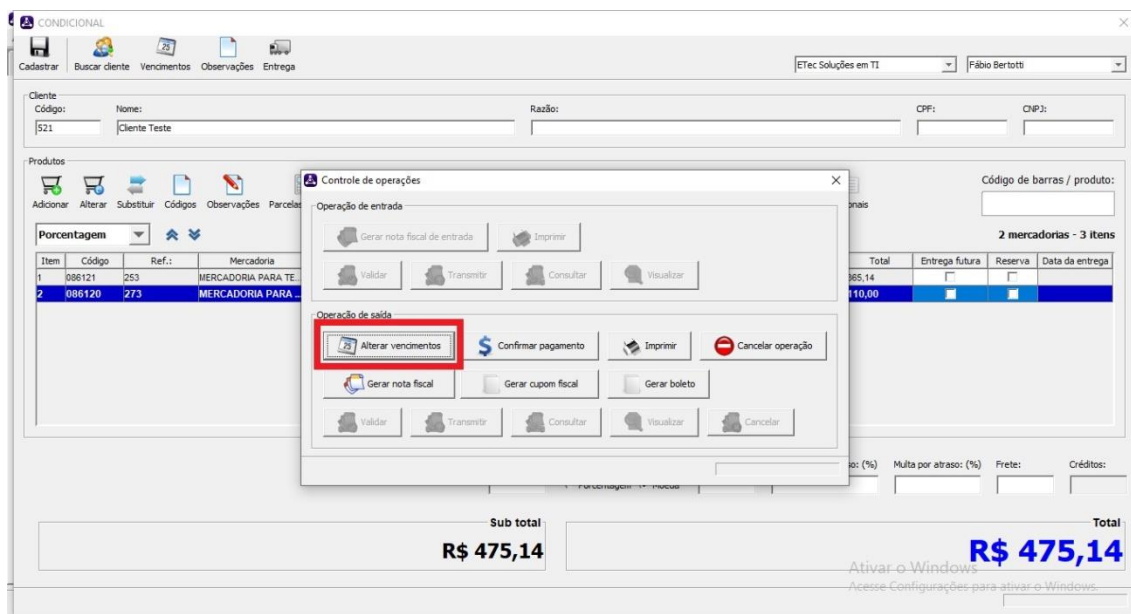 CONDICIONAL
Cadastrar Buscar cliente Vencimentos Observações Entrega
ETec Soluções em TI Fábio Bertotti
Cliente
Código: Nome: Razão: CPF: CNPJ:
521 Cliente Teste
Produtos
Adicionar Alterar Substituir Códigos Observações Parcelas
Código de barras / produto:
Porcentagem
2 mercadorias - 3 itens
Item Código Ref.: Mercadoria Total Entrega futura Reserva Data da entrega
1 086121 253 MERCADORIA PARA TE...
2 086120 273 MERCADORIA PARA ... 110,00
Controle de operações
Operação de entrada
Gerar nota fiscal de entrada Imprimir
Validar Transmitir Consultar Visualizar
Operação de saída
Alterar vencimentos Confirmar pagamento Imprimir Cancelar operação
Gerar nota fiscal Gerar cupom fiscal Gerar boleto
Validar Transmitir Consultar Visualizar Cancelar
(%) Multa por atraso: (%) Frete: Créditos:
Sub total
R$ 475,14
Total
R$ 475,14
Ativar o Windows
Acesse Configurações para ativar o Windows.